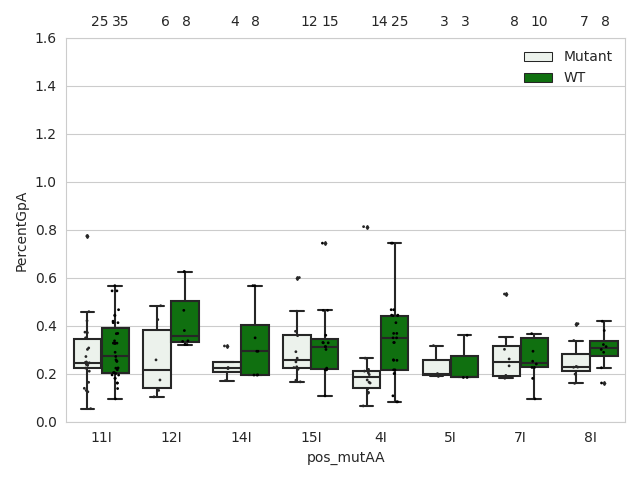 25 35 6 8 4 8 12 15 14 25 3 3 8 10 7 8
1.6
Mutant
WT
1.4
1.2
1.0
0.8
0.6
0.4
0.2
0.0
PercentGpA
11I 12I 14I 15I 4I 5I 7I 8I
pos_mutAA